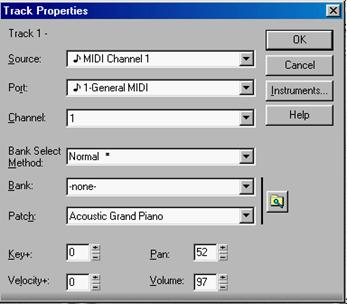 Track Properties
Track 1 -
OK
Source: MIDI Channel 1
Cancel
Port: 1-General MIDI
Instruments...
Channel: 1
Help
Bank Select Method: Normal *
Bank: -none-
Patch: Acoustic Grand Piano
Key+: 0 Pan: 52
Velocity+: 0 Volume: 97